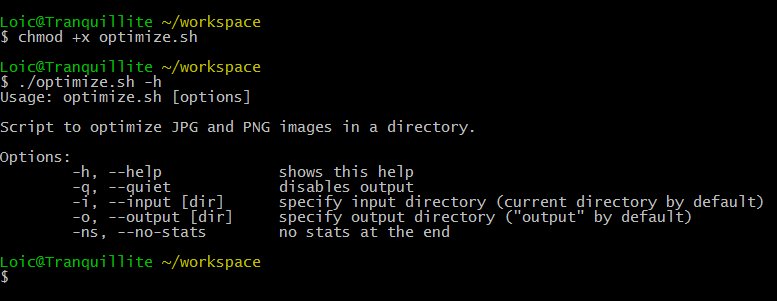 Loic@Tranquillite ~/workspace
$ chmod +x optimize.sh
Loic@Tranquillite ~/workspace
$ ./optimize.sh -h
Usage: optimize.sh [options]
Script to optimize JPG and PNG images in a directory.
Options:
-h, --help shows this help
-q, --quiet disables output
-i, --input [dir] specify input directory (current directory by default)
-o, --output [dir] specify output directory ("output" by default)
-ns, --no-stats no stats at the end
Loic@Tranquillite ~/workspace
$